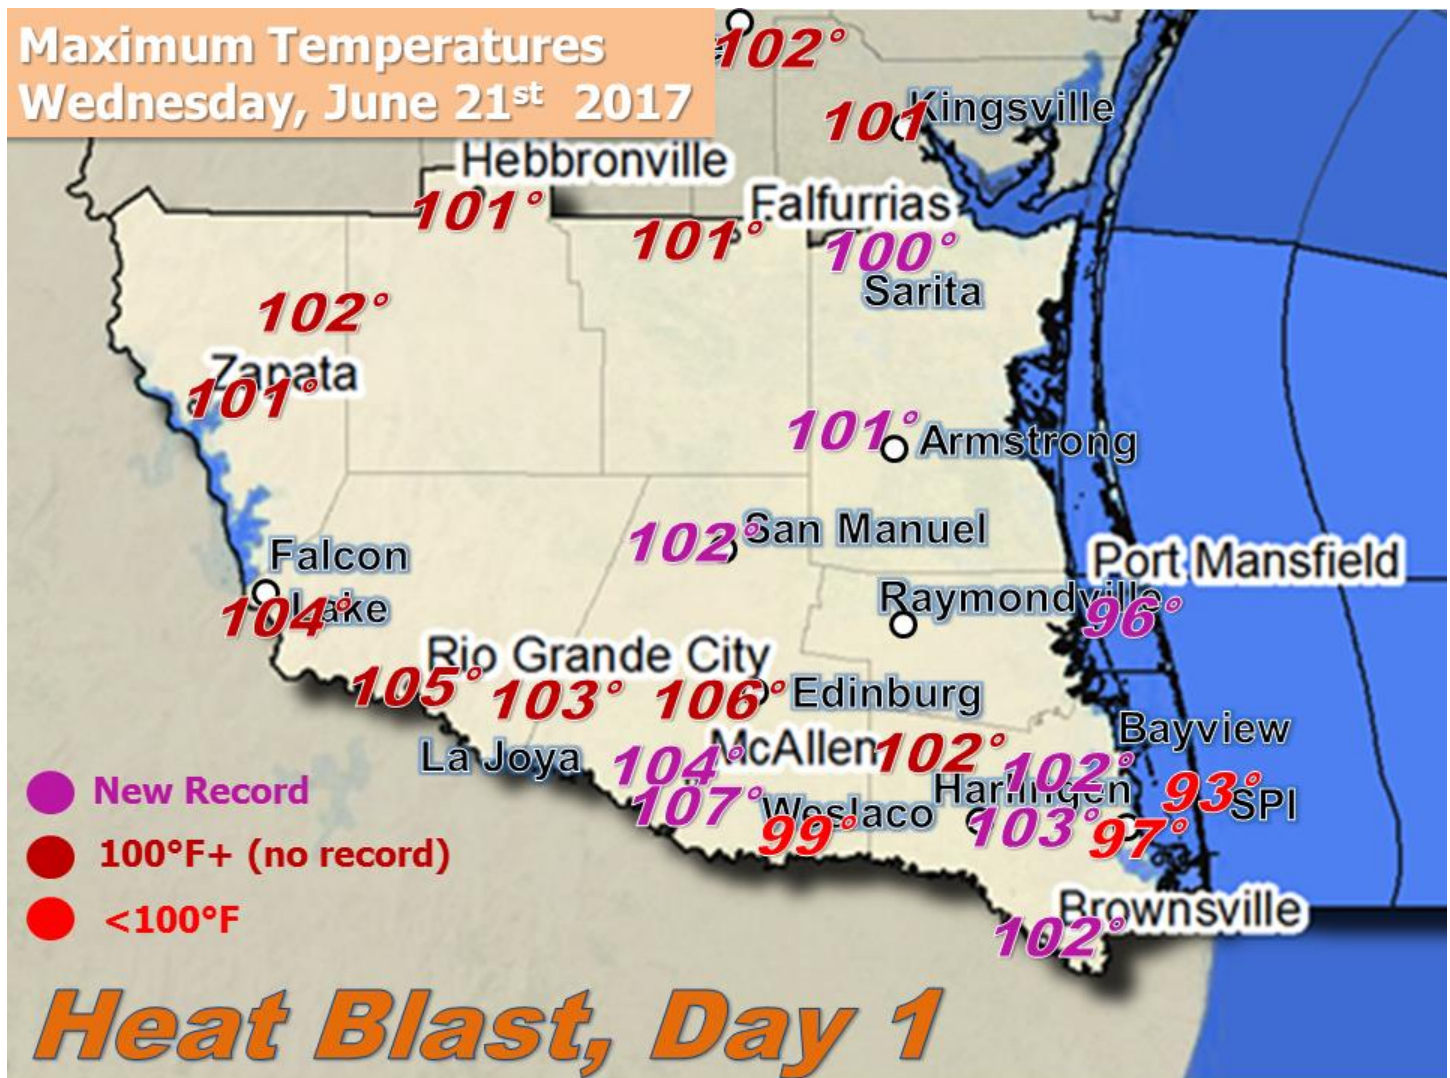 Maximum Temperatures
Wednesday, June 21st 2017
102°
101
Kingsville
Hebbronville
101°
Falfurrias
101°
100°
Sarita
102°
Zapata
101°
101°
Armstrong
102°
San Manuel
Falcon
Lake
104°
Port Mansfield
Raymondville
96°
Rio Grande City
105°
103°
106°
Edinburg
Bayview
La Joya
104°
McAllen
102°
102°
Harlingen
93°
SPI
107°
Weslaco
99°
103°
97°
Brownsville
102°
New Record
100°F+ (no record)
<100°F
Heat Blast, Day 1